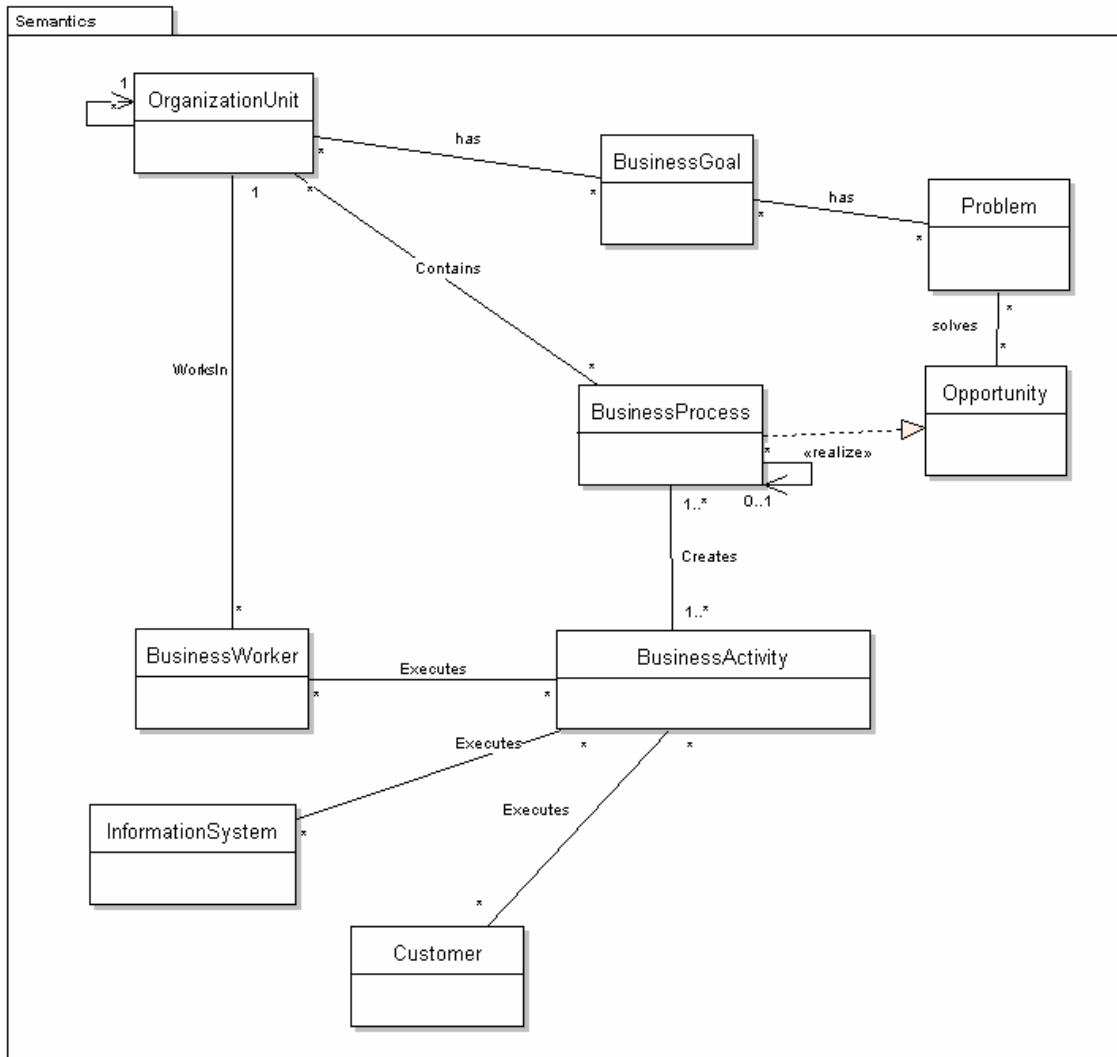 Semantics
1
*
OrganizationUnit
*
has
*
BusinessGoal
*
has
*
Problem
1
*
Contains
*
*
solves
*
WorksIn
BusinessProcess
Opportunity
*
«realize»
0..1
1..*
Creates
1..*
*
BusinessWorker
*
Executes
*
BusinessActivity
Executes
*
*
InformationSystem
*
Executes
*
Customer